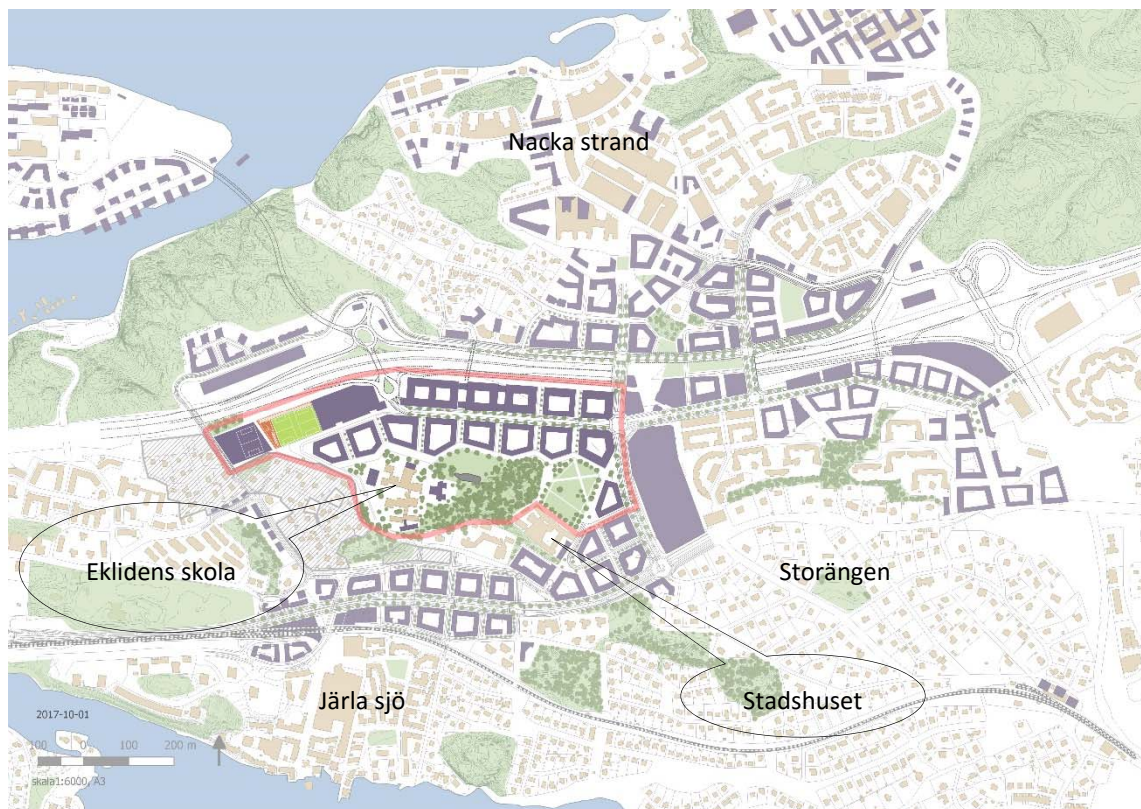 Nacka strand
Eklidens skola
Storängen
Järla sjö
Stadshuset
2017-10-01
100 0 100 200 m
skala1:6000, A3